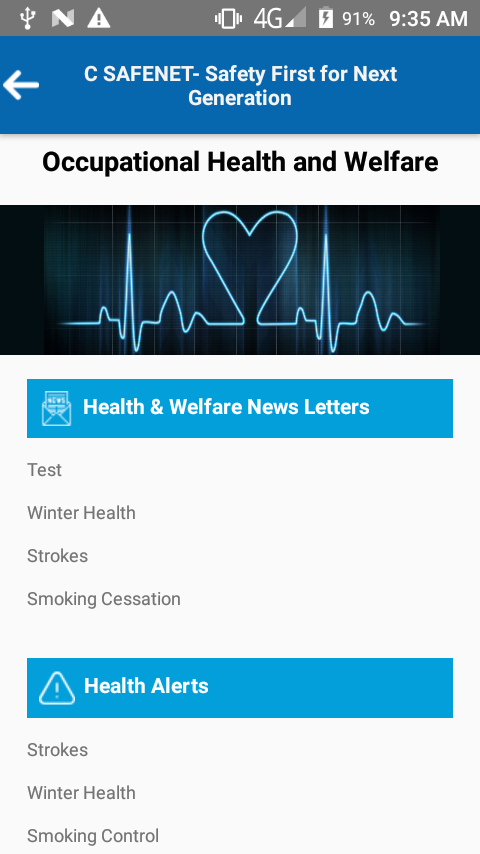 4G 91% 9:35 AM
C SAFENET- Safety First for Next
Generation
Occupational Health and Welfare
NEWS
Health & Welfare News Letters
Test
Winter Health
Strokes
Smoking Cessation
Health Alerts
Strokes
Winter Health
Smoking Control